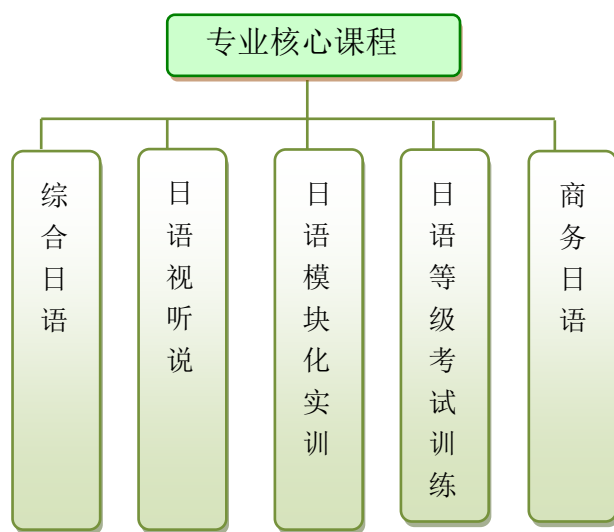 专业核心课程
综合日语
日语视听说
日语模块化实训
日语等级考试训练
商务日语